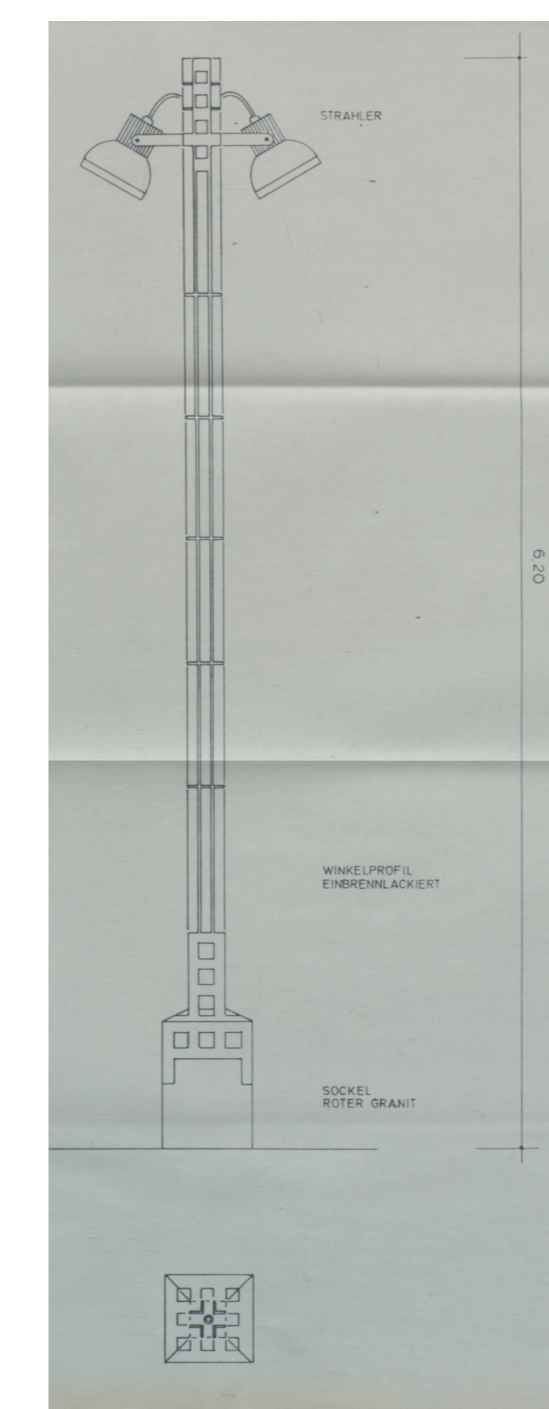 STRAHLER
6,20
WINKELPROFIL
EINBRENNLACKIERT
SOCKEL
ROTER GRANIT